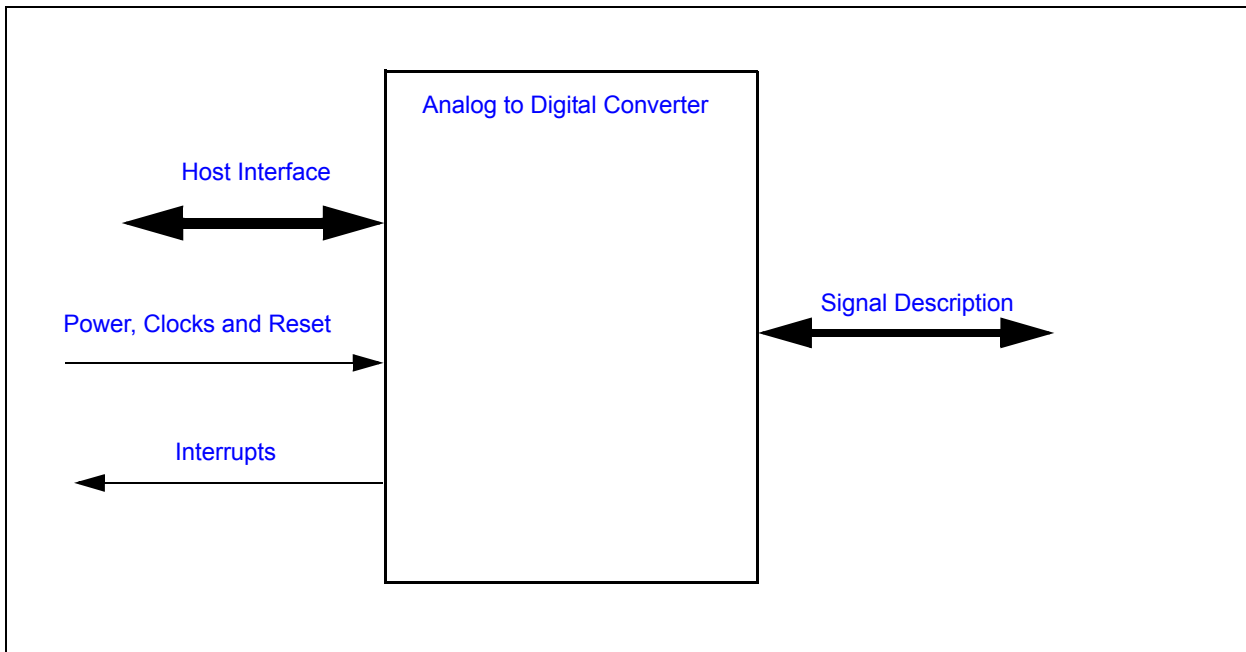 Analog to Digital Converter
Host Interface
Signal Description
Power, Clocks and Reset
Interrupts